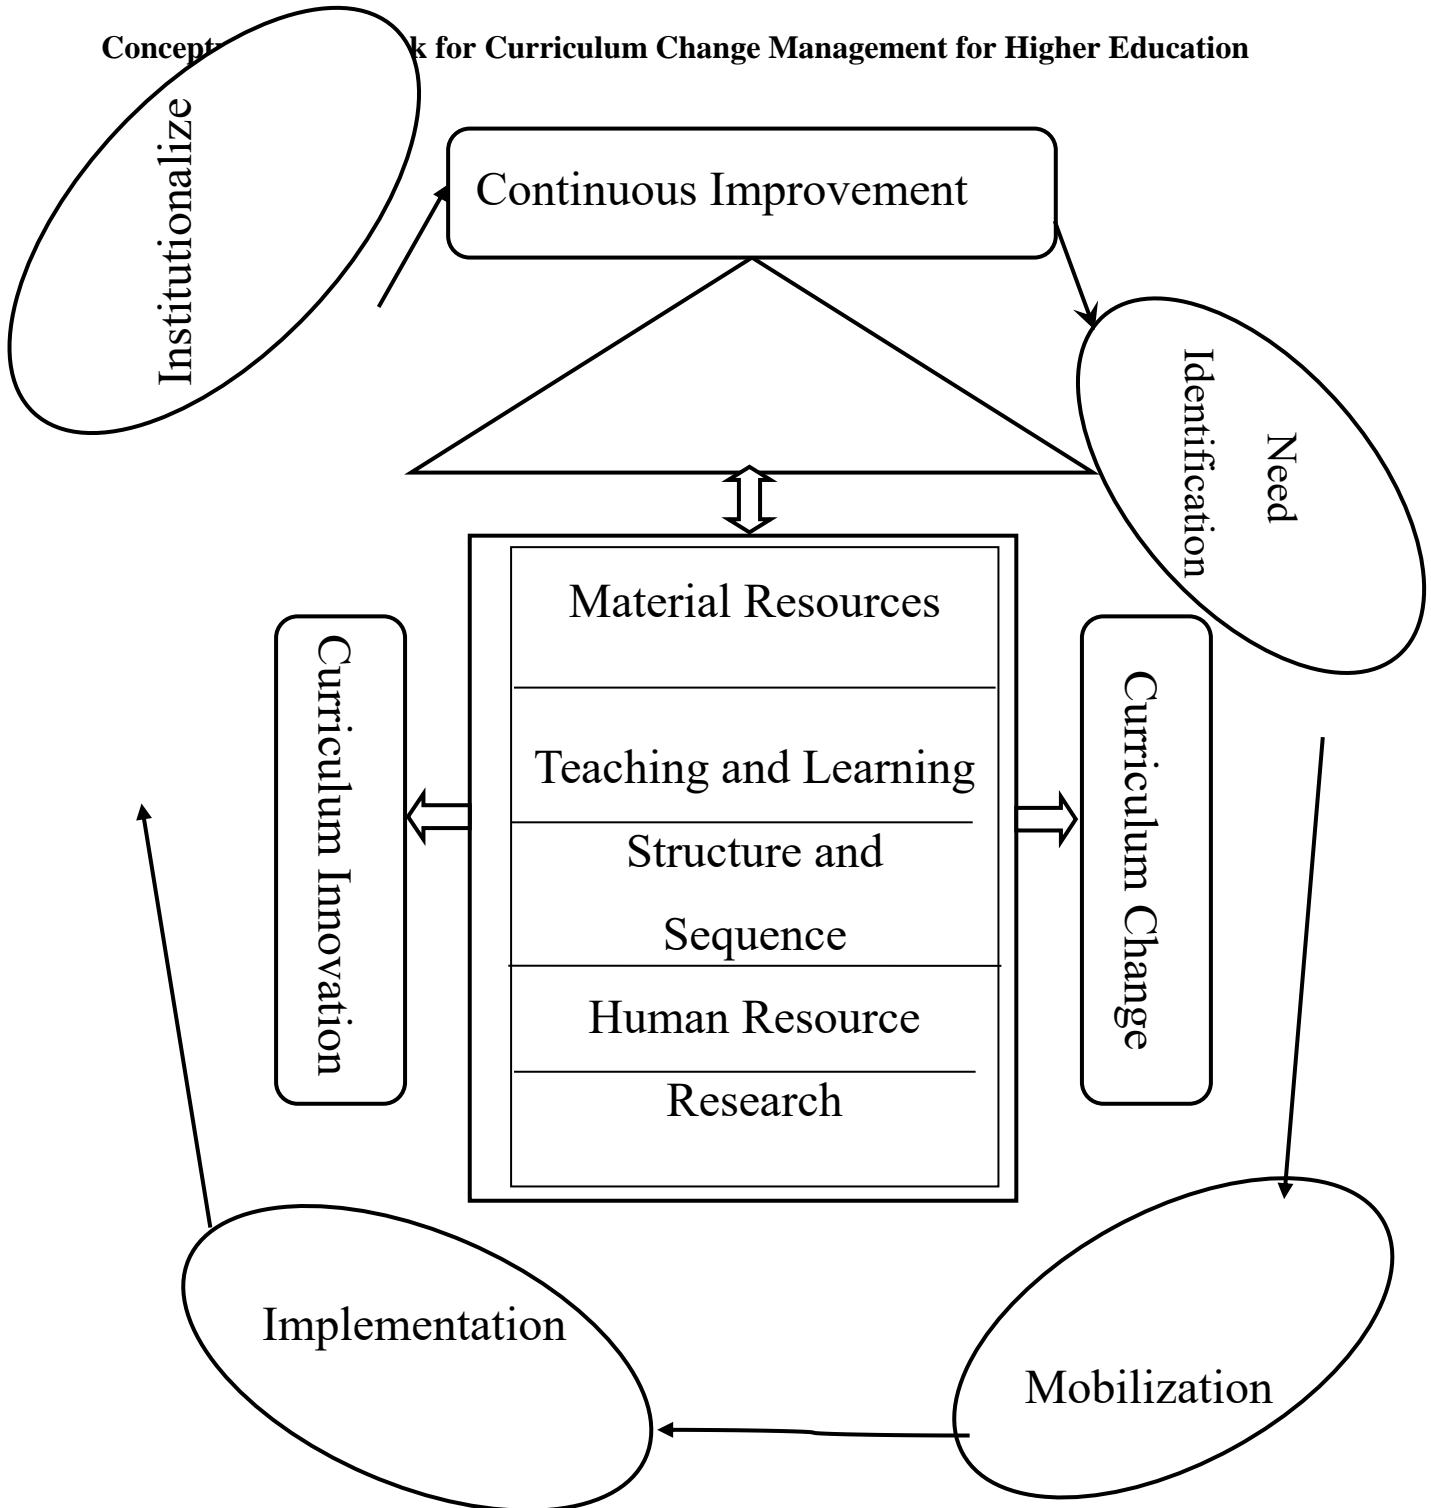 Concept k for Curriculum Change Management for Higher Education
Institutionalize
Continuous Improvement
Need
Identification
Material Resources
Teaching and Learning
Structure and
Sequence
Human Resource
Research
Curriculum Innovation
Curriculum Change
Implementation
Mobilization